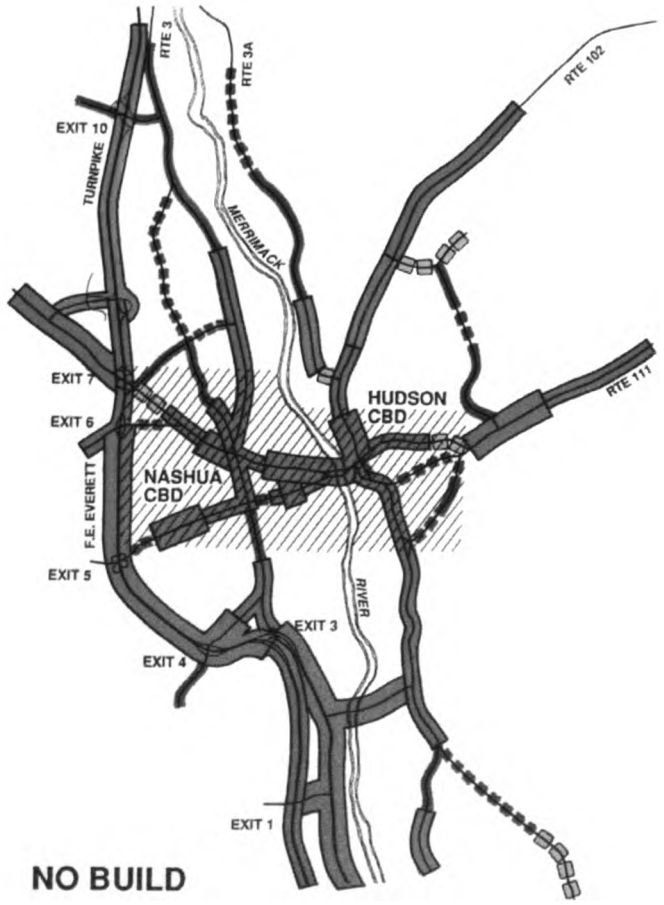 RTE 3
RTE 3A
RTE 102
EXIT 10
TURNPIKE
MERRIMACK
EXIT 7
HUDSON
CBD
RTE 111
EXIT 6
NASHUA
CBD
F.E. EVERETT
EXIT 5
RIVER
EXIT 3
EXIT 4
EXIT 1
NO BUILD